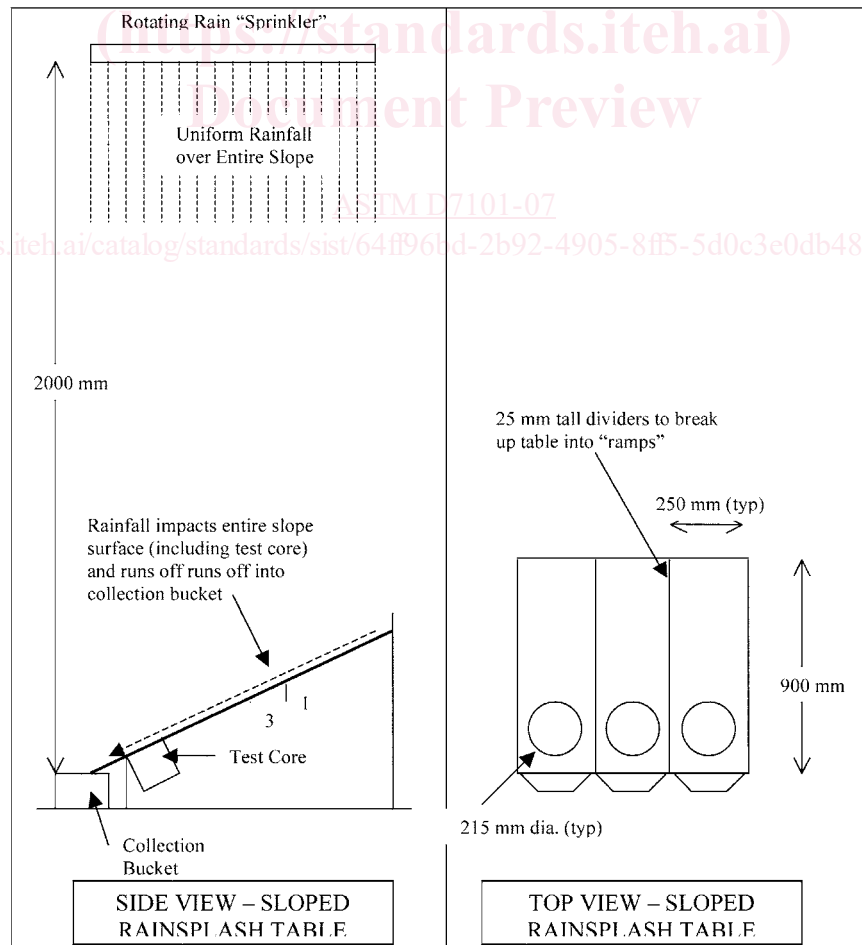 (https://standards.iteh.ai)
Document Preview
ASTM D7101-07
s.iteh.ai/catalog/standards/sist/64ff96bd-2b92-4905-8ff5-5d0c3e0db48
Rotating Rain “Sprinkler”
Uniform Rainfall
over Entire Slope
2000 mm
Rainfall impacts entire slope
surface (including test core)
and runs off runs off into
collection bucket
1
3
Test Core
Collection
Bucket
SIDE VIEW – SLOPED
RAINSPLASH TABLE
25 mm tall dividers to break
up table into “ramps”
250 mm (typ)
900 mm
215 mm dia. (typ)
TOP VIEW – SLOPED
RAINSPLASH TABLE